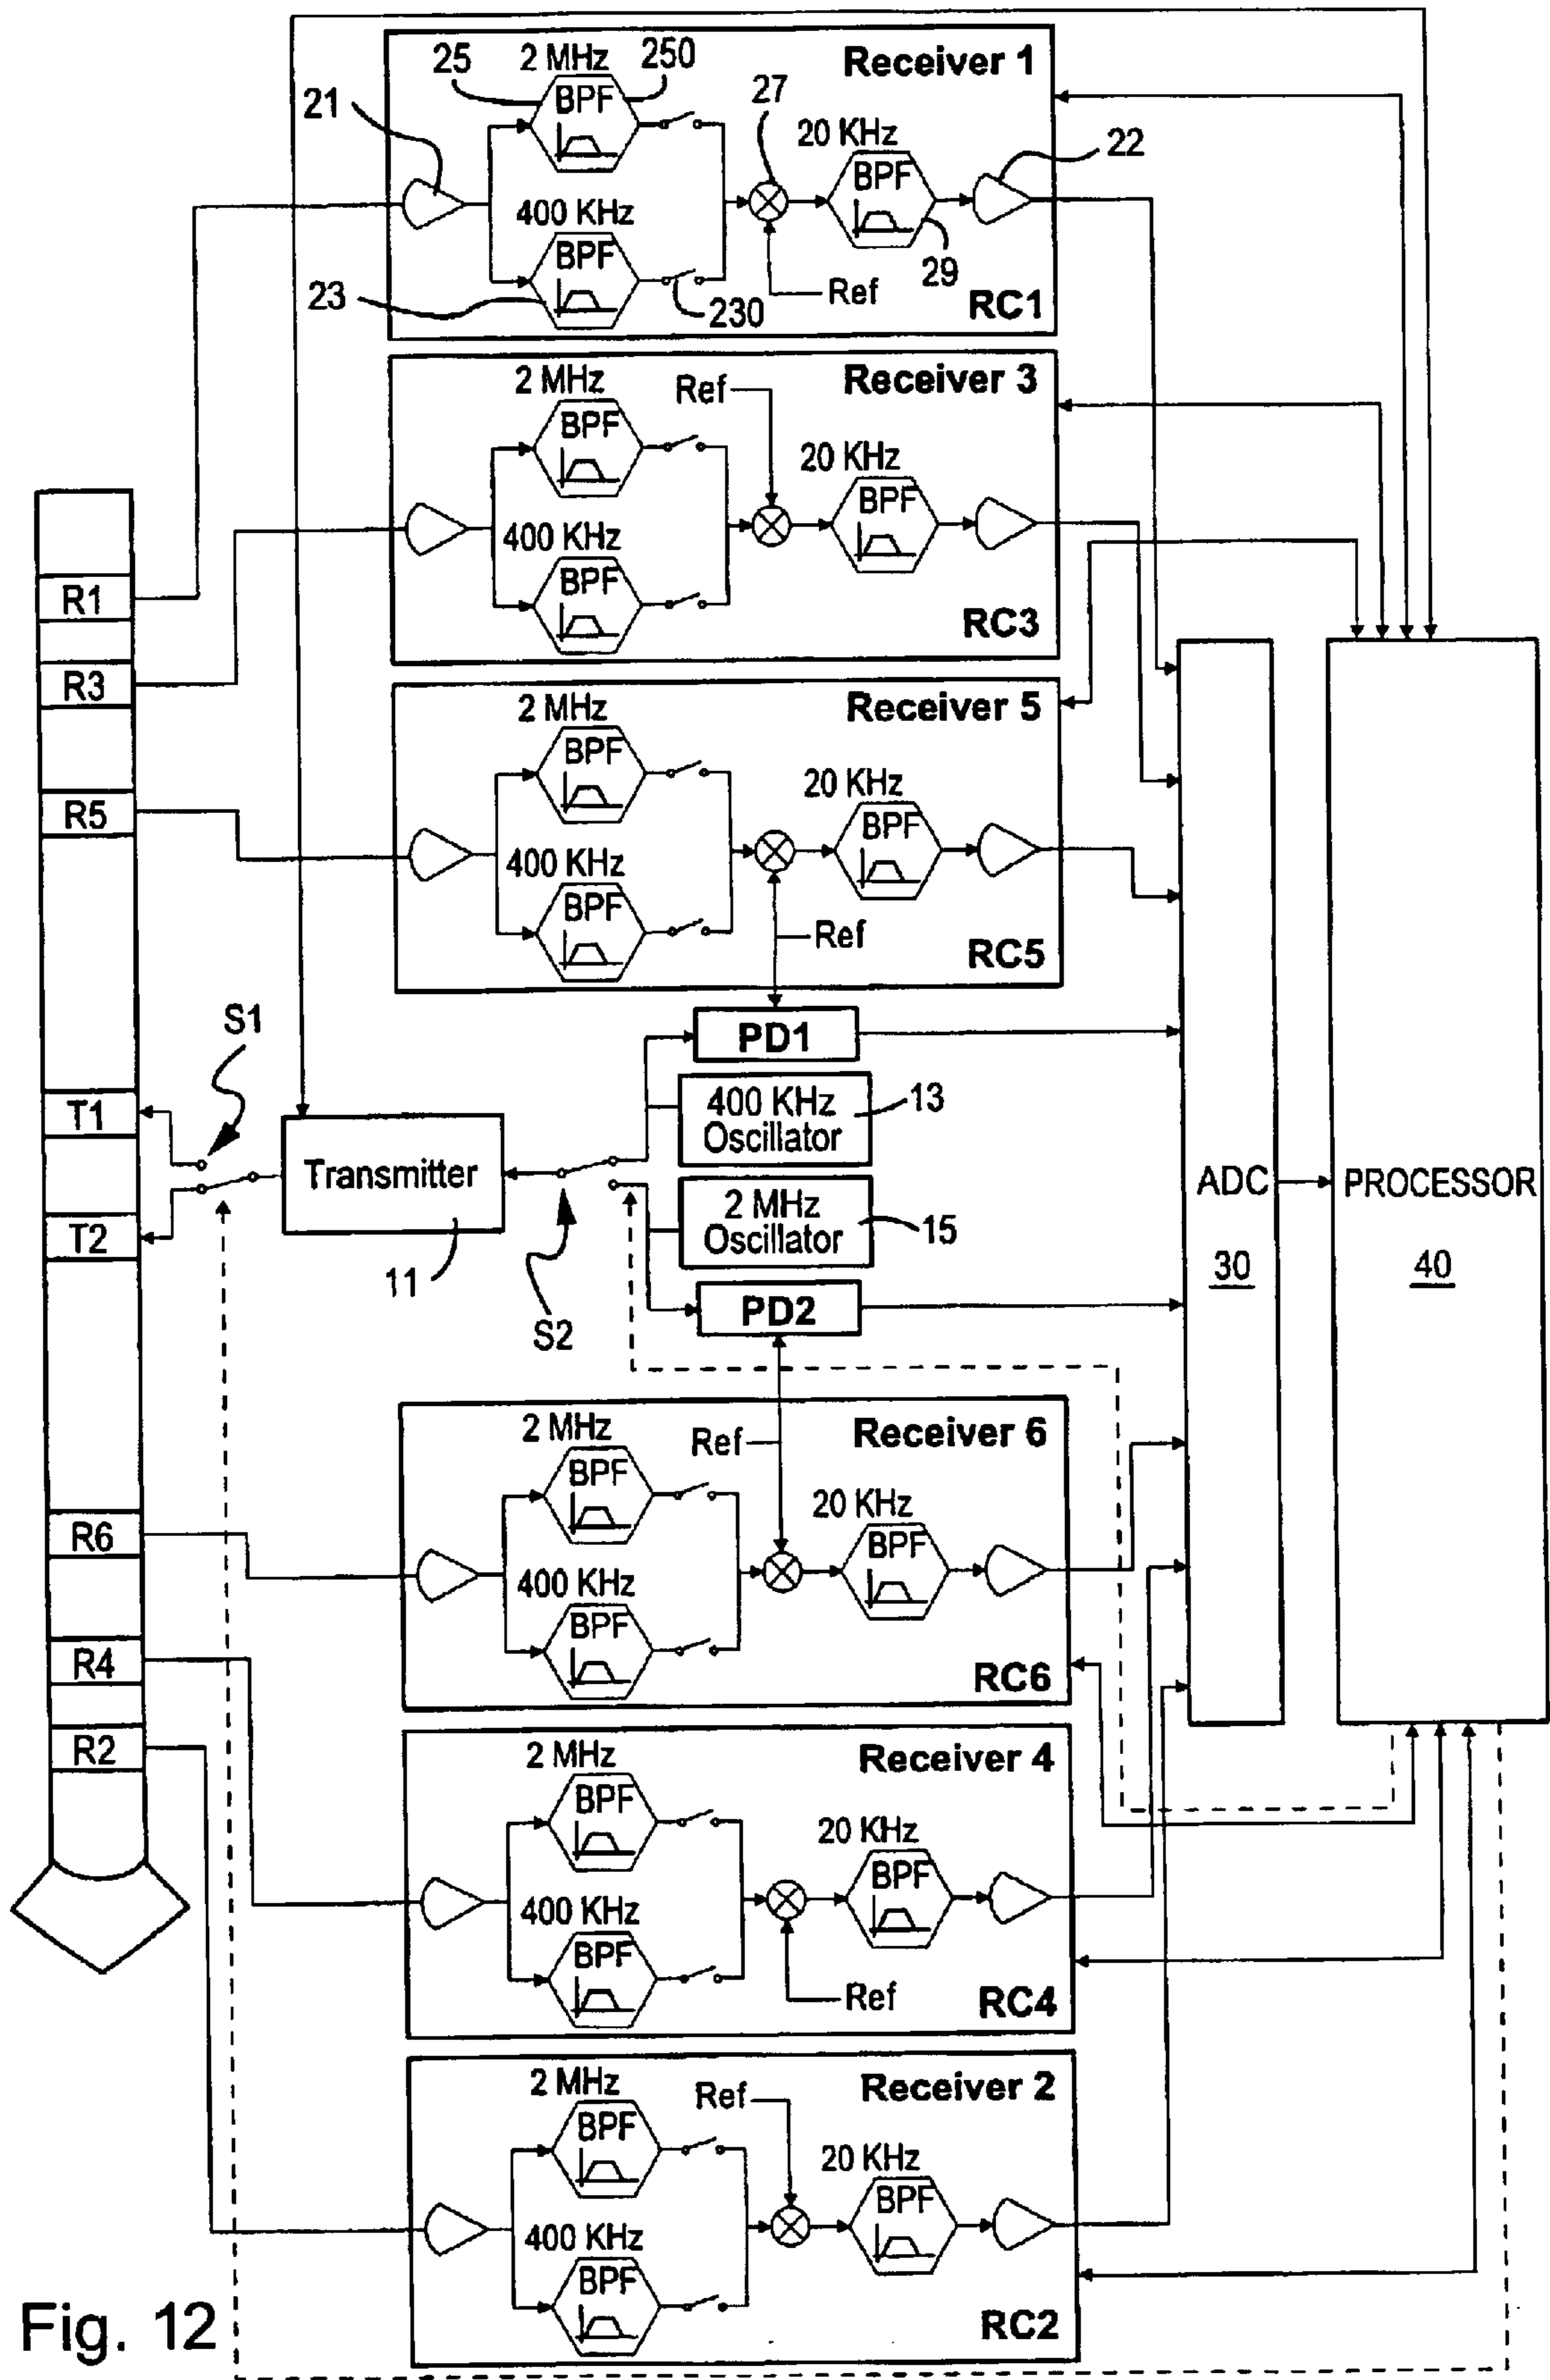 25 2 MHz 250 Receiver 1
21 BPF 27
20 KHz 22
BPF
400 KHz
BPF
23 230 Ref 29 RC1
2 MHz Ref Receiver 3
BPF 20 KHz
BPF
400 KHz
BPF
R1 RC3
R3
2 MHz Receiver 5
BPF 20 KHz
R5 BPF
400 KHz
BPF
Ref RC5
S1
PD1
T1 400 KHz 13
Oscillator
Transmitter
2 MHz 15
T2 Oscillator
11 S2 PD2
ADC PROCESSOR
30 40
2 MHz Ref Receiver 6
BPF 20 KHz
R6 BPF
400 KHz
BPF
R4 RC6
R2
2 MHz Receiver 4
BPF 20 KHz
BPF
400 KHz
BPF
Ref RC4
2 MHz Ref Receiver 2
BPF 20 KHz
BPF
400 KHz
BPF
RC2
Fig. 12